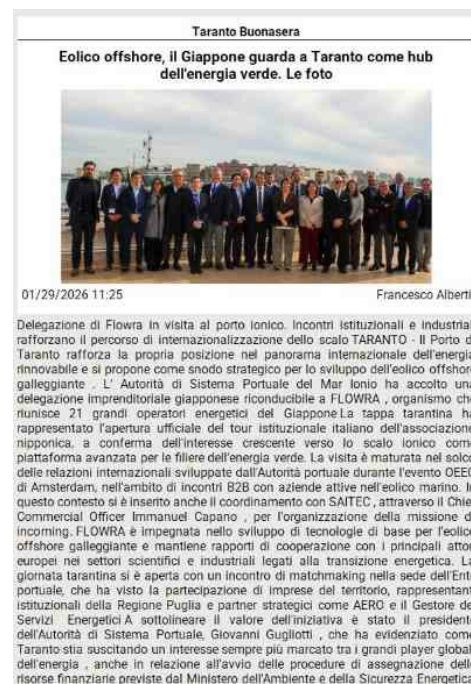 Taranto Buonasera
Eolico offshore, il Giappone guarda a Taranto come hub
dell'energia verde. Le foto
01/29/2026 11:25
Francesco Alberti
Delegazione di Flowra in visita al porto ionico. Incontri istituzionali e industrial
rafforzano il percorso di internazionalizzazione dello scalo TARANTO - Il Porto d
Taranto rafforza la propria posizione nel panorama internazionale dell'energia
rinnovabile e si propone come snodo strategico per lo sviluppo dell'eolico offshore
galleggiante . L' Autorità di Sistema Portuale del Mar Ionio ha accolto una
delegazione imprenditoriale giapponese riconducibile a FLOWRA , organismo che
riunisce 21 grandi operatori energetici del Giappone.La tappa tarantina ha
rappresentato l'apertura ufficiale del tour istituzionale italiano dell'associazione
nipponica, a conferma dell'interesse crescente verso lo scalo ionico come
piattaforma avanzata per le filiere dell'energia verde. La visita è maturata nel solco
delle relazioni internazionali sviluppate dall'Autorità portuale durante l'evento OEEC
di Amsterdam, nell'ambito di incontri B2B con aziende attive nell'eolico marino. In
questo contesto si è inserito anche il coordinamento con SAITEC , attraverso il Chief
Commercial Officer Immanuel Capano , per l'organizzazione della missione d
incoming. FLOWRA è impegnata nello sviluppo di tecnologie di base per l'eolico
offshore galleggiante e mantiene rapporti di cooperazione con i principali attor
europei nei settori scientifici e industriali legati alla transizione energetica. La
giornata tarantina si è aperta con un incontro di matchmaking nella sede dell'Ente
portuale, che ha visto la partecipazione di imprese del territorio, rappresentant
istituzionali della Regione Puglia e partner strategici come AERO e il Gestore de
Servizi Energetici.A sottolineare il valore dell'iniziativa è stato il presidente
dell'Autorità di Sistema Portuale, Giovanni Gugliotti , che ha evidenziato come
Taranto stia suscitando un interesse sempre più marcato tra i grandi player global
dell'energia , anche in relazione all'avvio delle procedure di assegnazione delle
risorse finanziarie previste dal Ministero dell'Ambiente e della Sicurezza Energetica